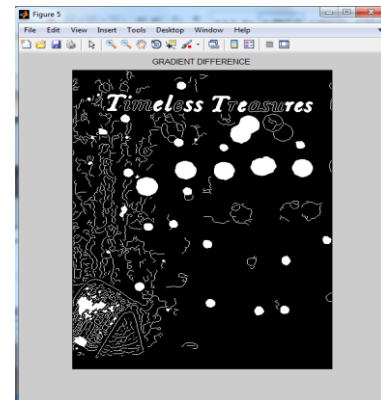 Figure 5
File Edit View Insert Tools Desktop Window Help
GRADIENT DIFFERENCE
Timeless Treasures